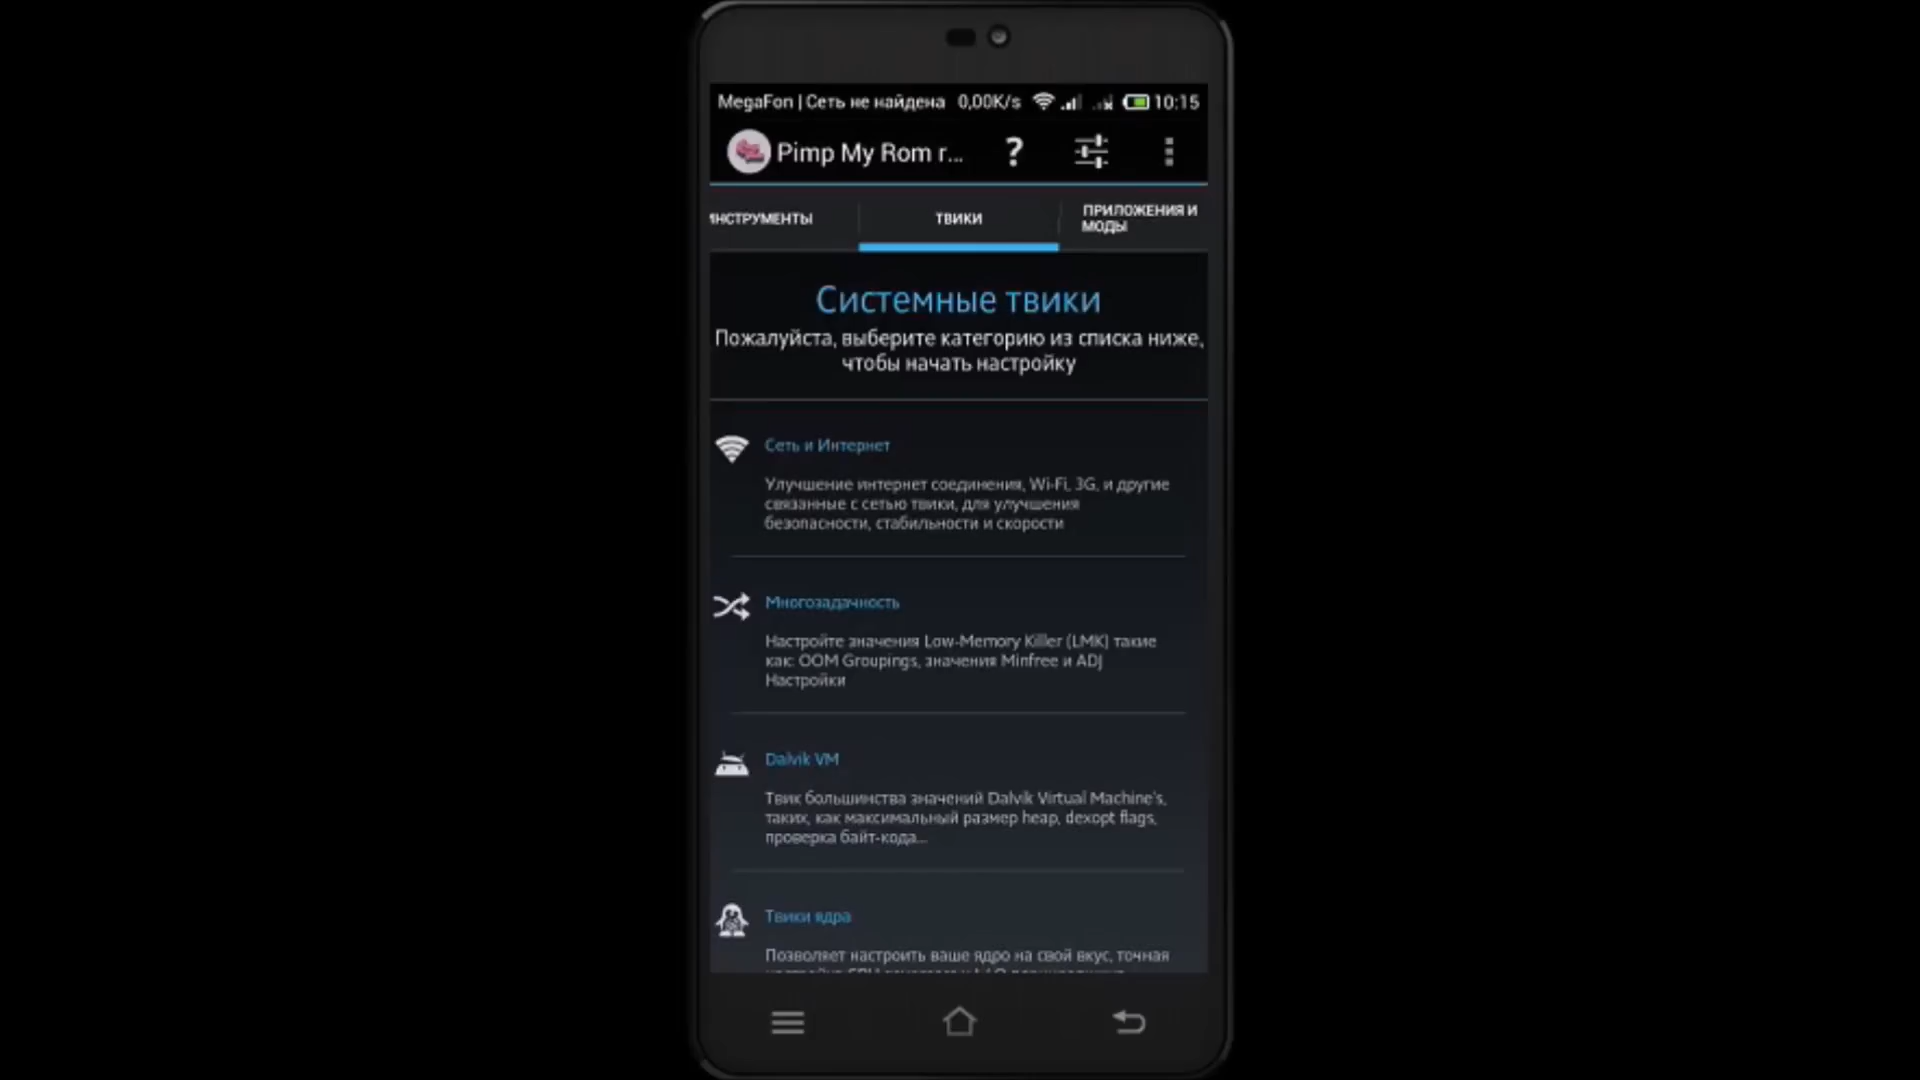 MegaFon | Сеть не найдена 0,00K/s 10:15
Pimp My Rom r...
ИНСТРУМЕНТЫ
ТВИКИ
ПРИЛОЖЕНИЯ И
МОДЫ
Системные твики
Пожалуйста, выберите категорию из списка ниже,
чтобы начать настройку
Сеть и Интернет
Улучшение интернет соединения, Wi-Fi, 3G, и другие
связанные с сетью твики, для улучшения
безопасности, стабильности и скорости
Многозадачность
Настройте значения Low-Memory Killer (LMK) такие
как: OOM Groupings, значения Minfree и ADJ
Настройки
Dalvik VM
Твик большинства значений Dalvik Virtual Machine's,
таких, как максимальный размер heap, dexopt flags,
проверка байт-кода...
Твики ядра
Позволяет настроить ваше ядро на свой вкус, точная